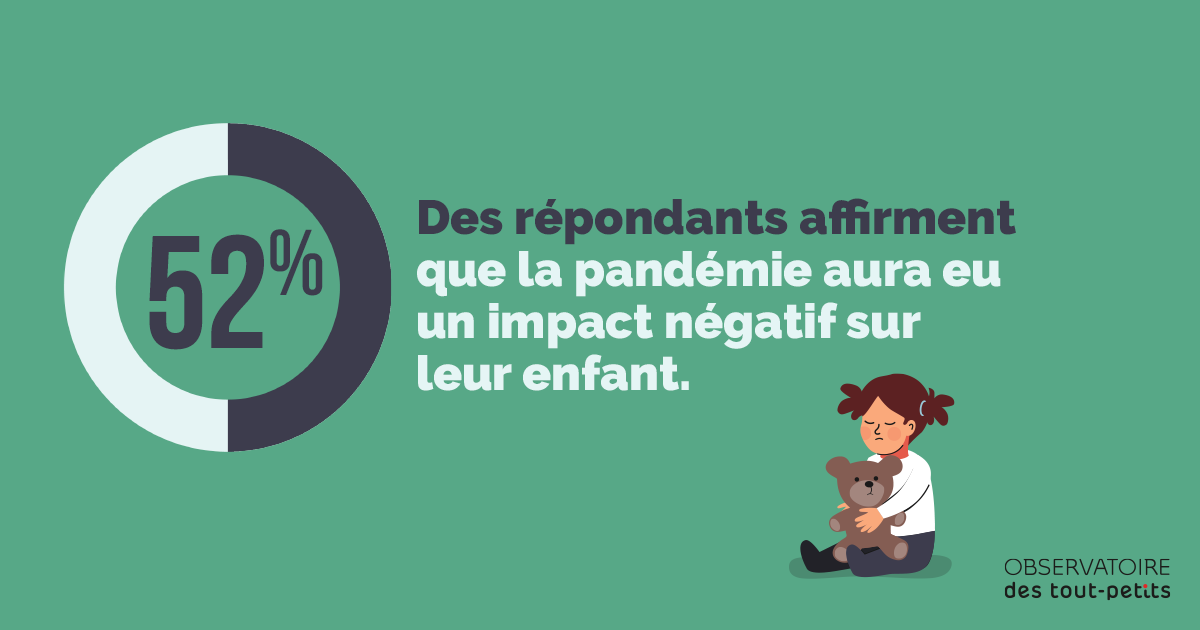 52%
Des répondants affirment
que la pandémie aura eu
un impact négatif sur
leur enfant.
OBSERVATOIRE
des tout-petits